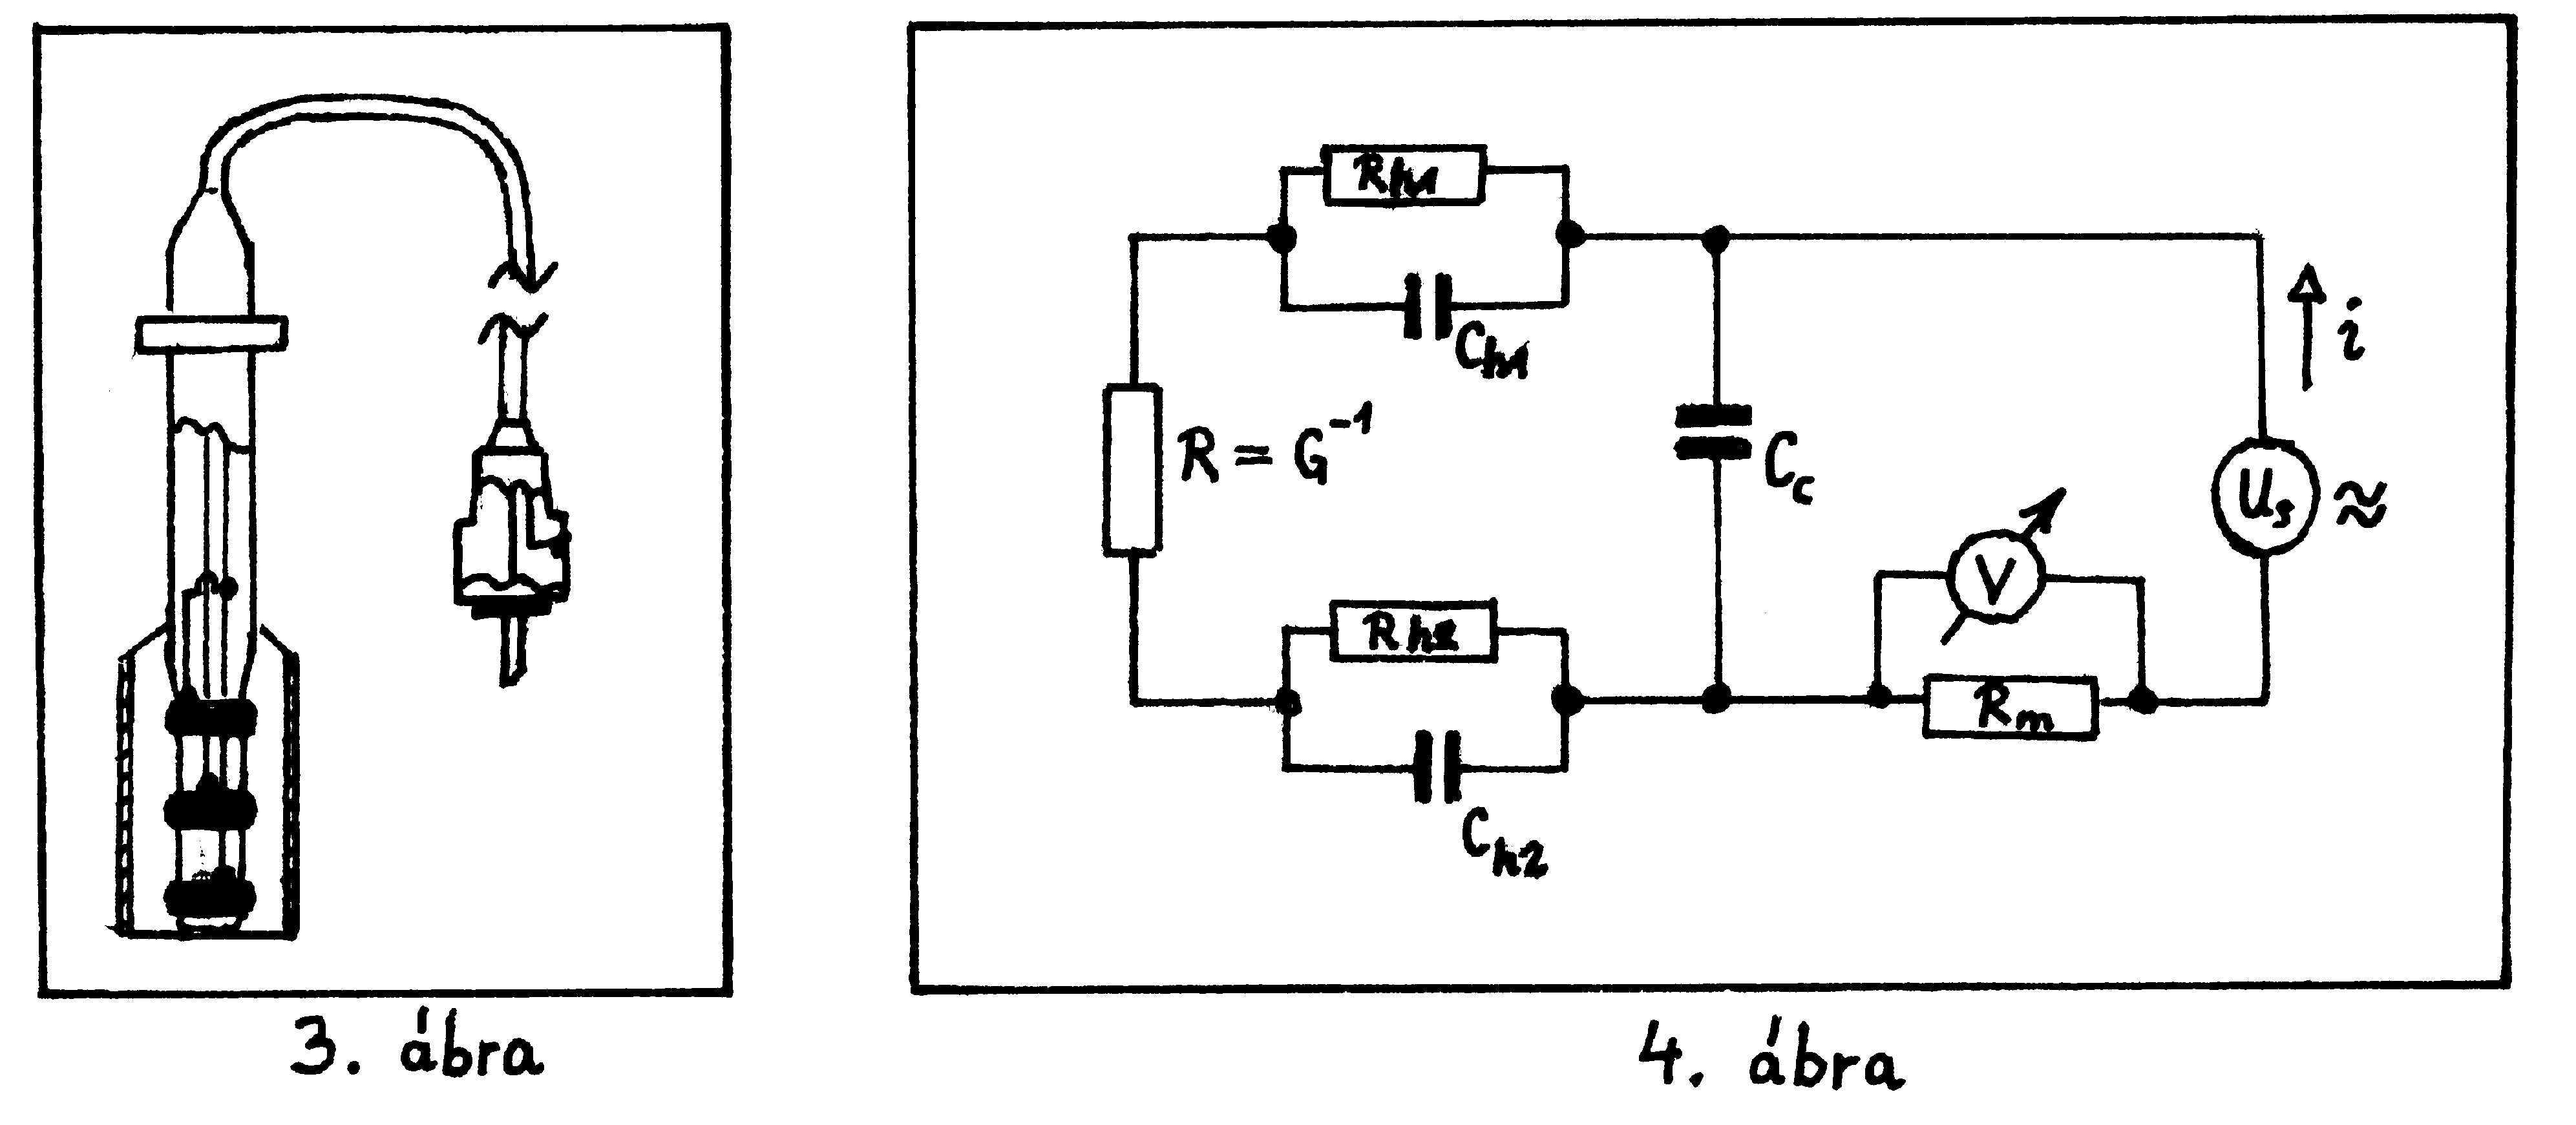 Rh1
Ch1
R = G⁻¹
Cc
i
Us ≈
V
Rh2
Rm
Ch2
3. ábra
4. ábra